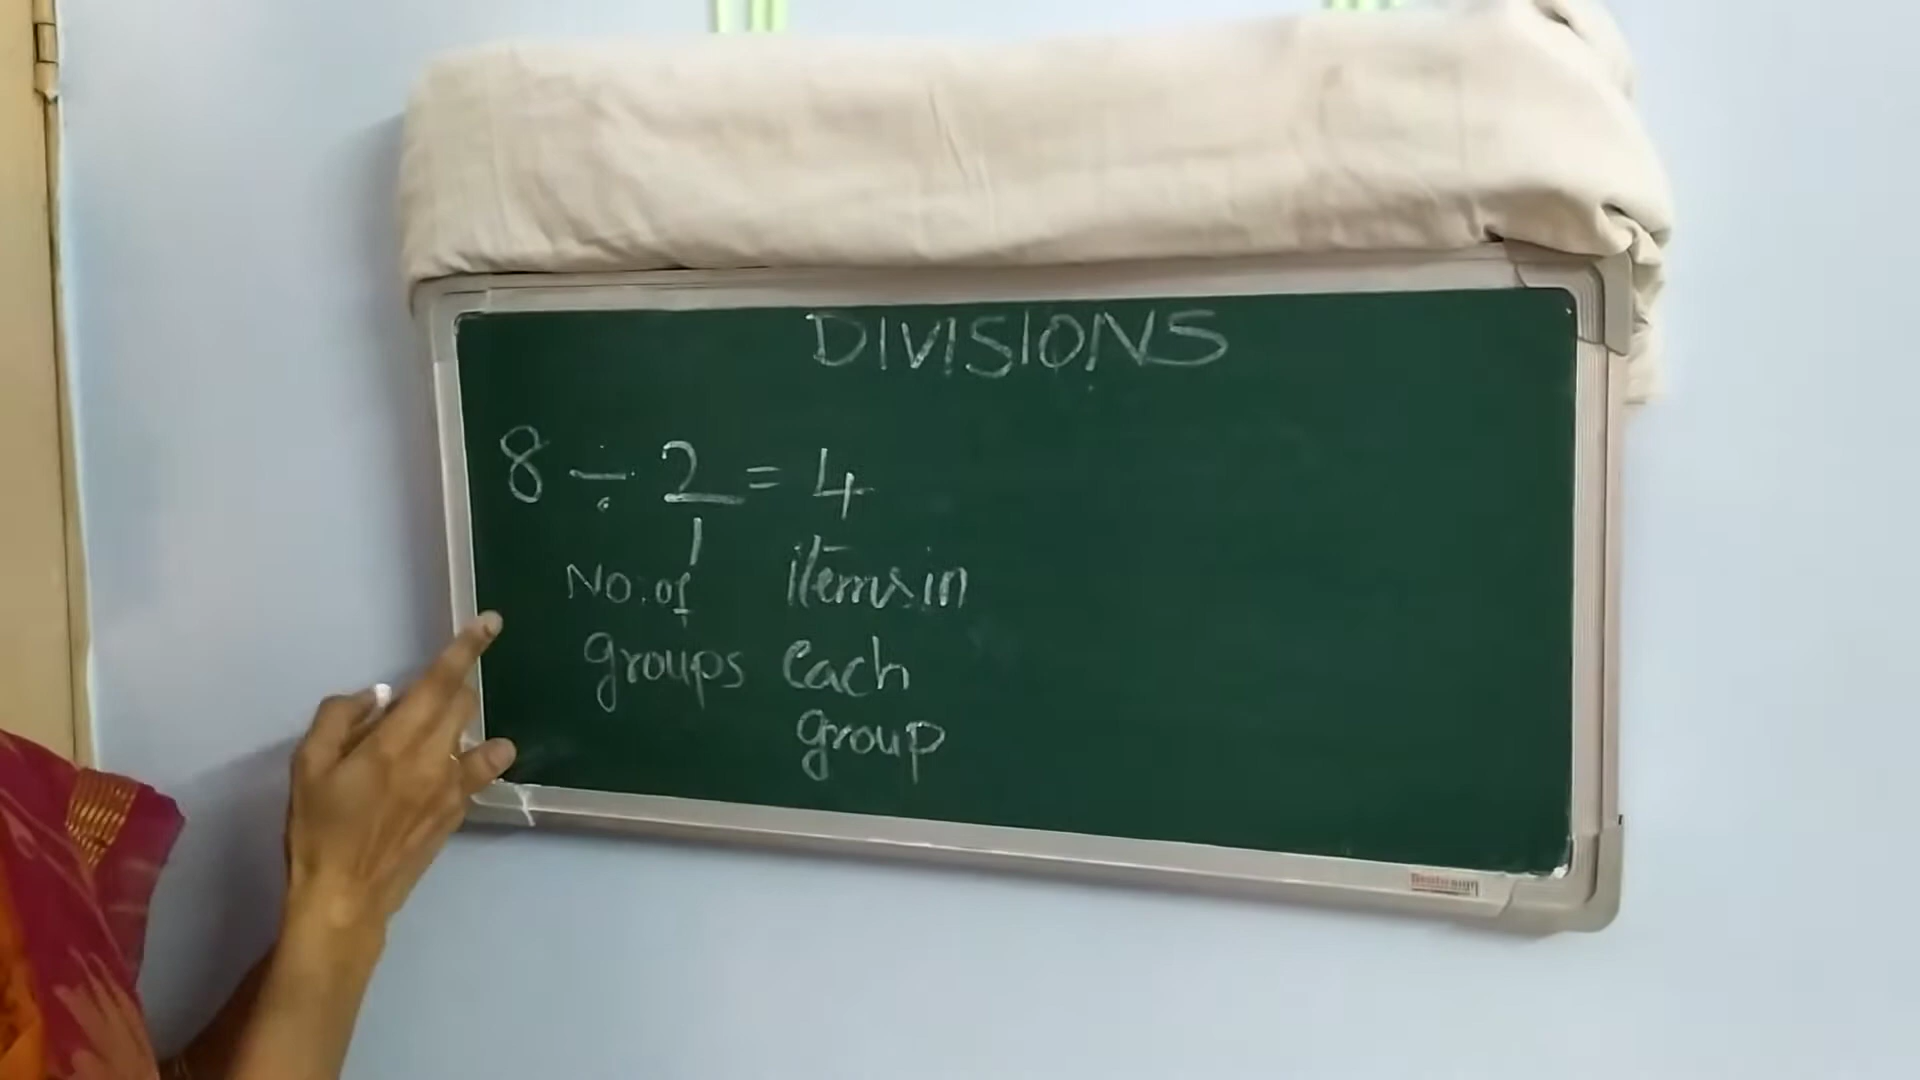 DIVISIONS
8 ÷ 2 = 4
No. of items in
groups each
group